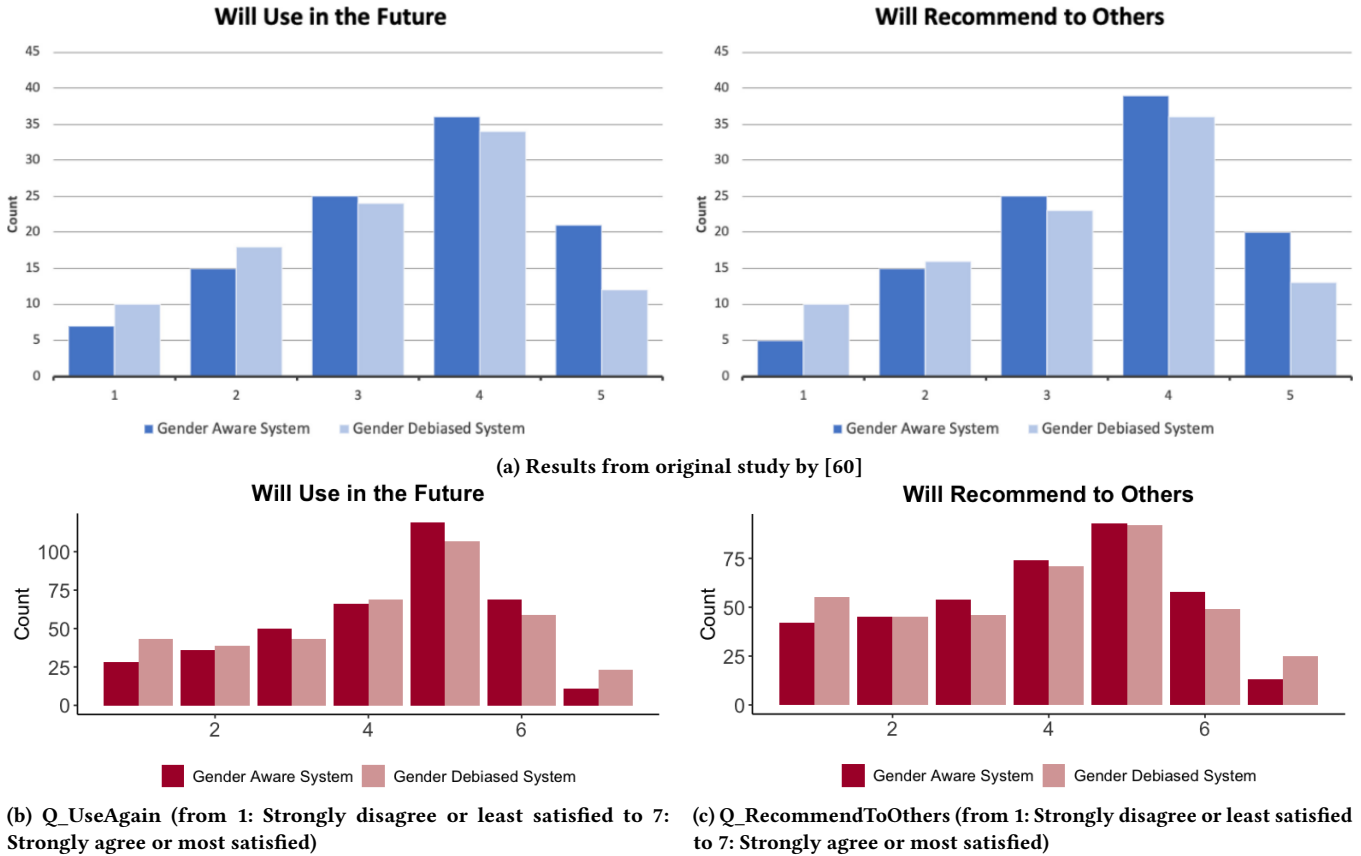 Will Use in the Future
45
40
35
30
25
20
15
10
5
0
Count
1 2 3 4 5
Gender Aware System Gender Debiased System
Will Recommend to Others
45
40
35
30
25
20
15
10
5
0
Count
1 2 3 4 5
Gender Aware System Gender Debiased System
(a) Results from original study by [60]
Will Use in the Future
100
75
50
25
0
Count
2 4 6
Gender Aware System Gender Debiased System
(b) Q_UseAgain (from 1: Strongly disagree or least satisfied to 7:
Strongly agree or most satisfied)
Will Recommend to Others
75
50
25
0
Count
2 4 6
Gender Aware System Gender Debiased System
(c) Q_RecommendToOthers (from 1: Strongly disagree or least satisfied
to 7: Strongly agree or most satisfied)